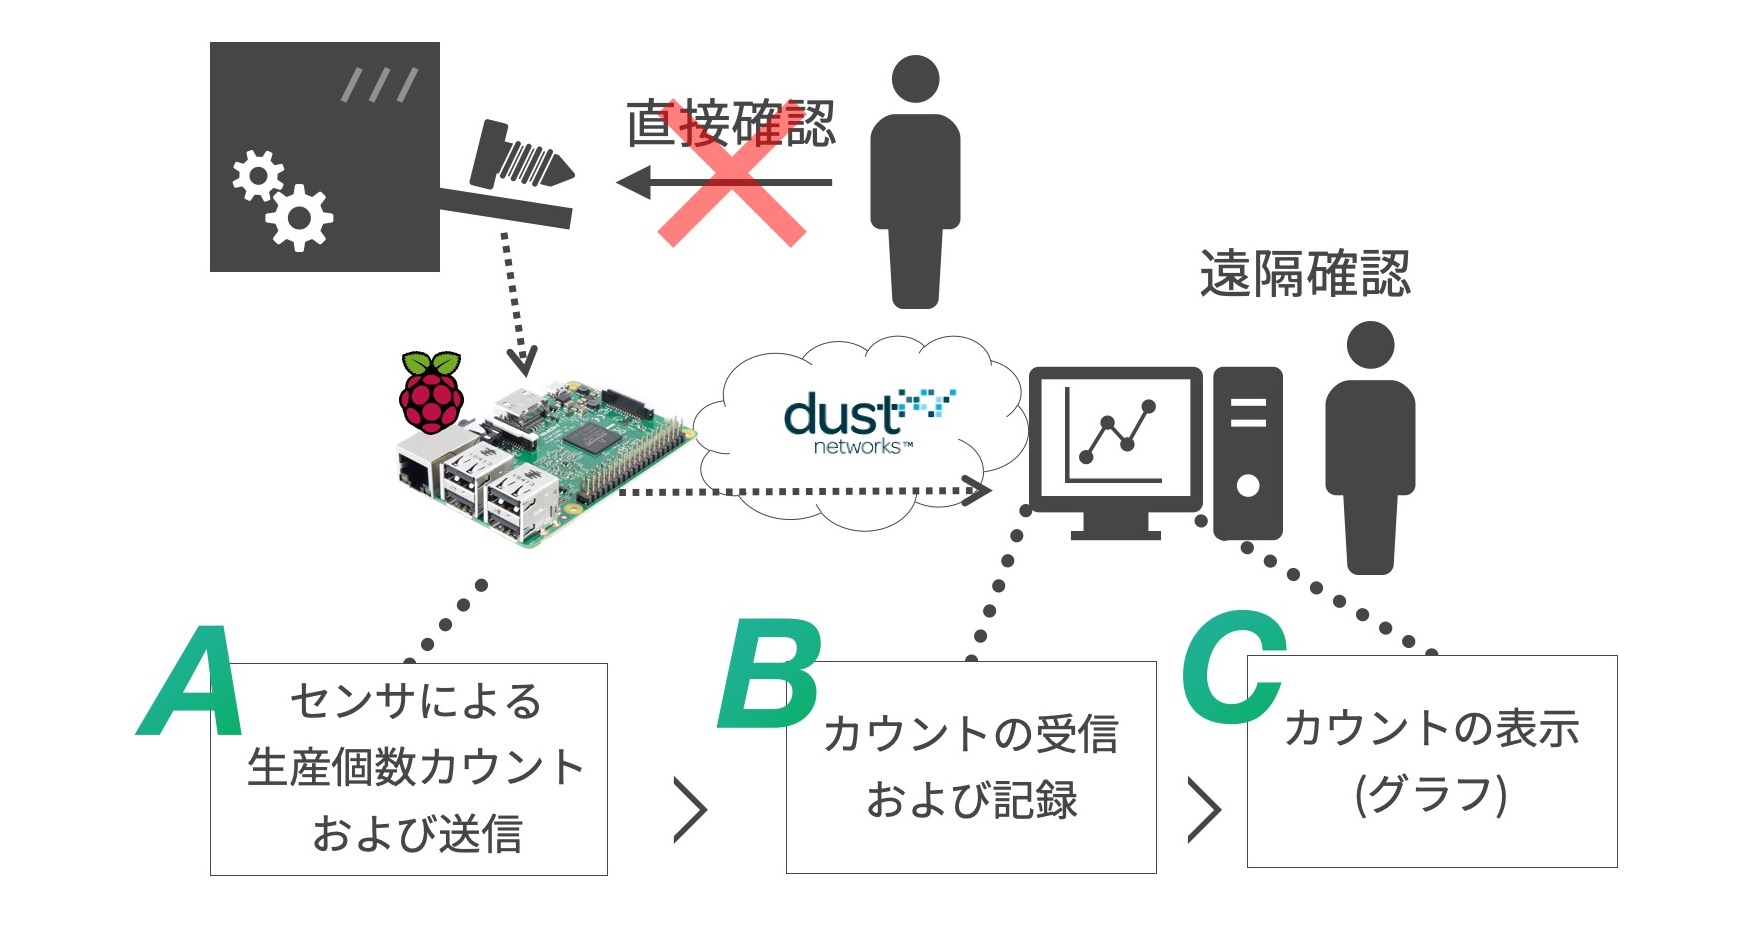 直接確認
遠隔確認
dust
networks™
A
センサによる
生産個数カウント
および送信
B
カウントの受信
および記録
C
カウントの表示
(グラフ)